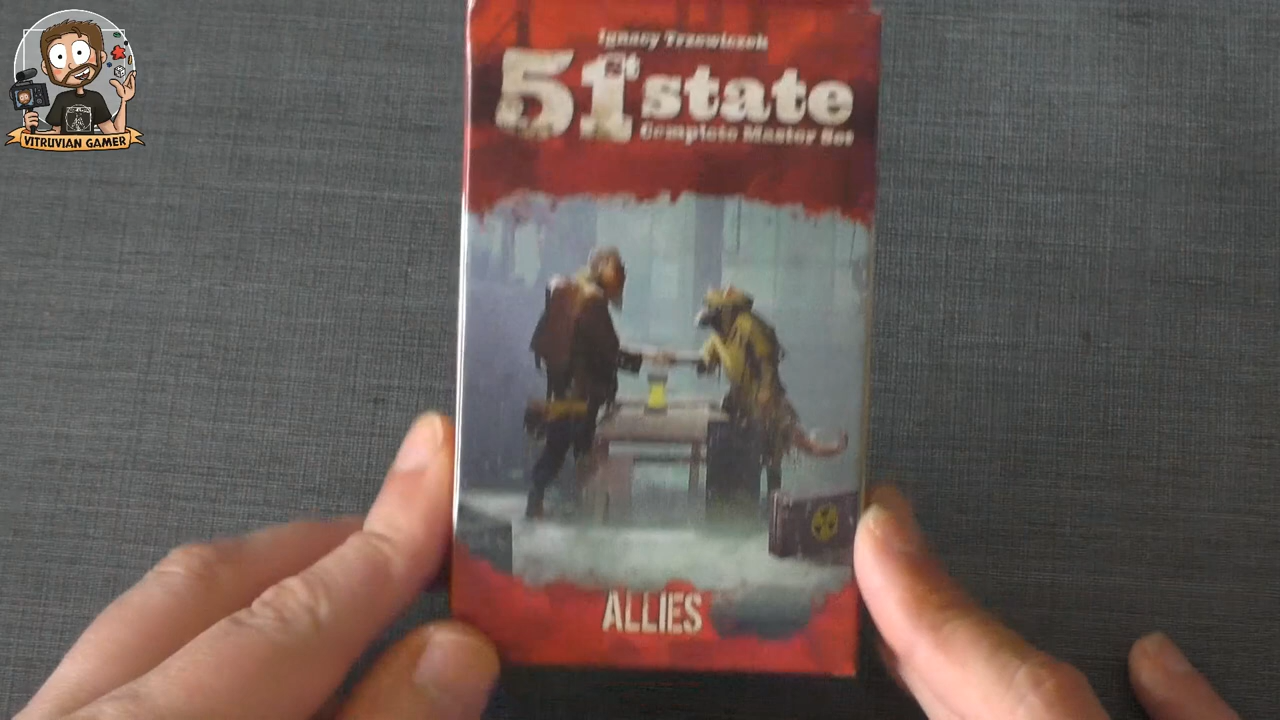 VITRUVIAN GAMER
Ignacy Trzewiczek
51st state
Complete Master Set
ALLIES